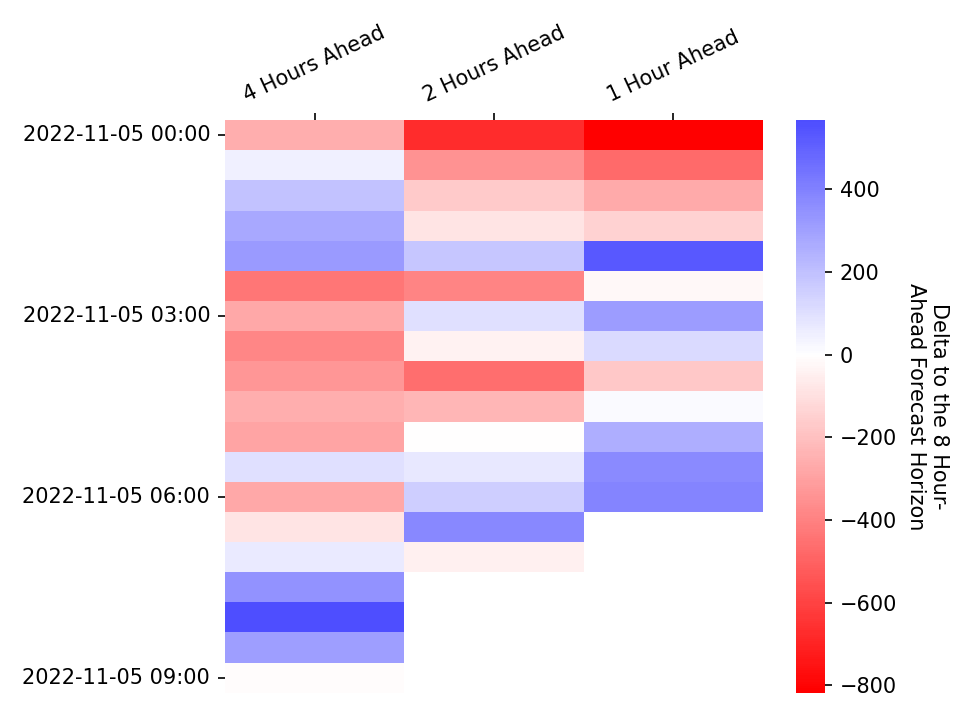 4 Hours Ahead
2 Hours Ahead
1 Hour Ahead
2022-11-05 00:00
2022-11-05 03:00
2022-11-05 06:00
2022-11-05 09:00
400
200
0
−200
−400
−600
−800
Delta to the 8 Hour-
Ahead Forecast Horizon